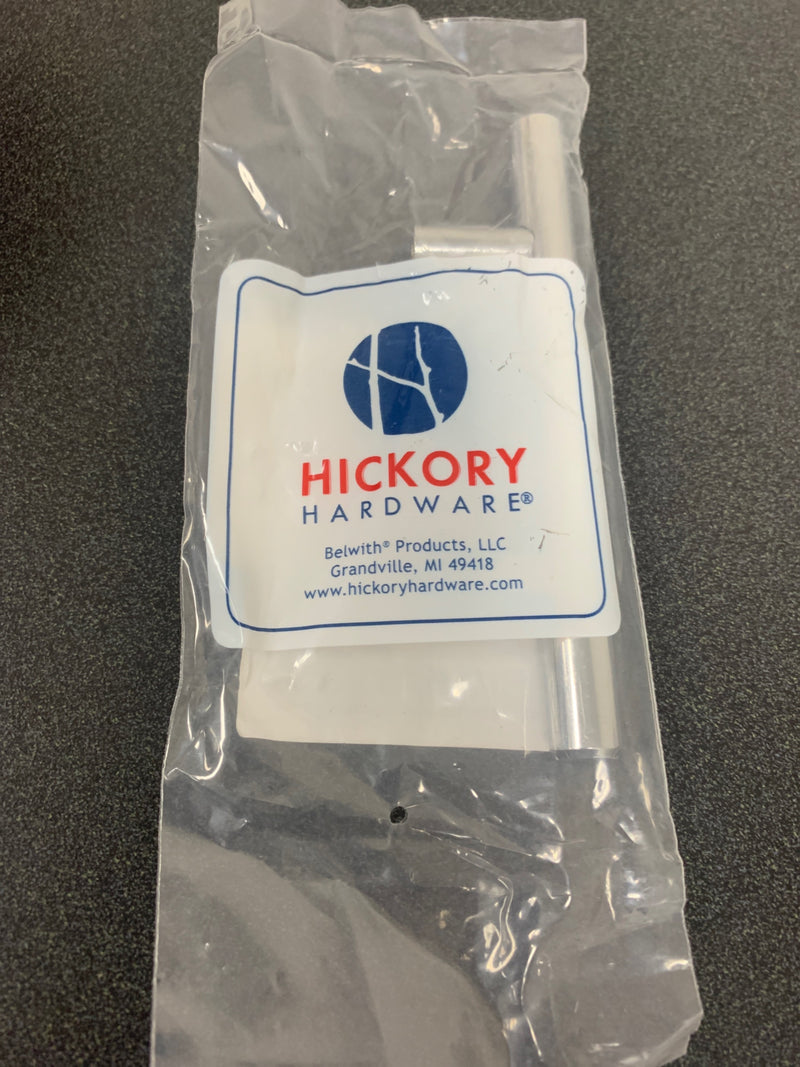 HICKORY
HARDWARE®
Belwith® Products, LLC
Grandville, MI 49418
www.hickoryhardware.com